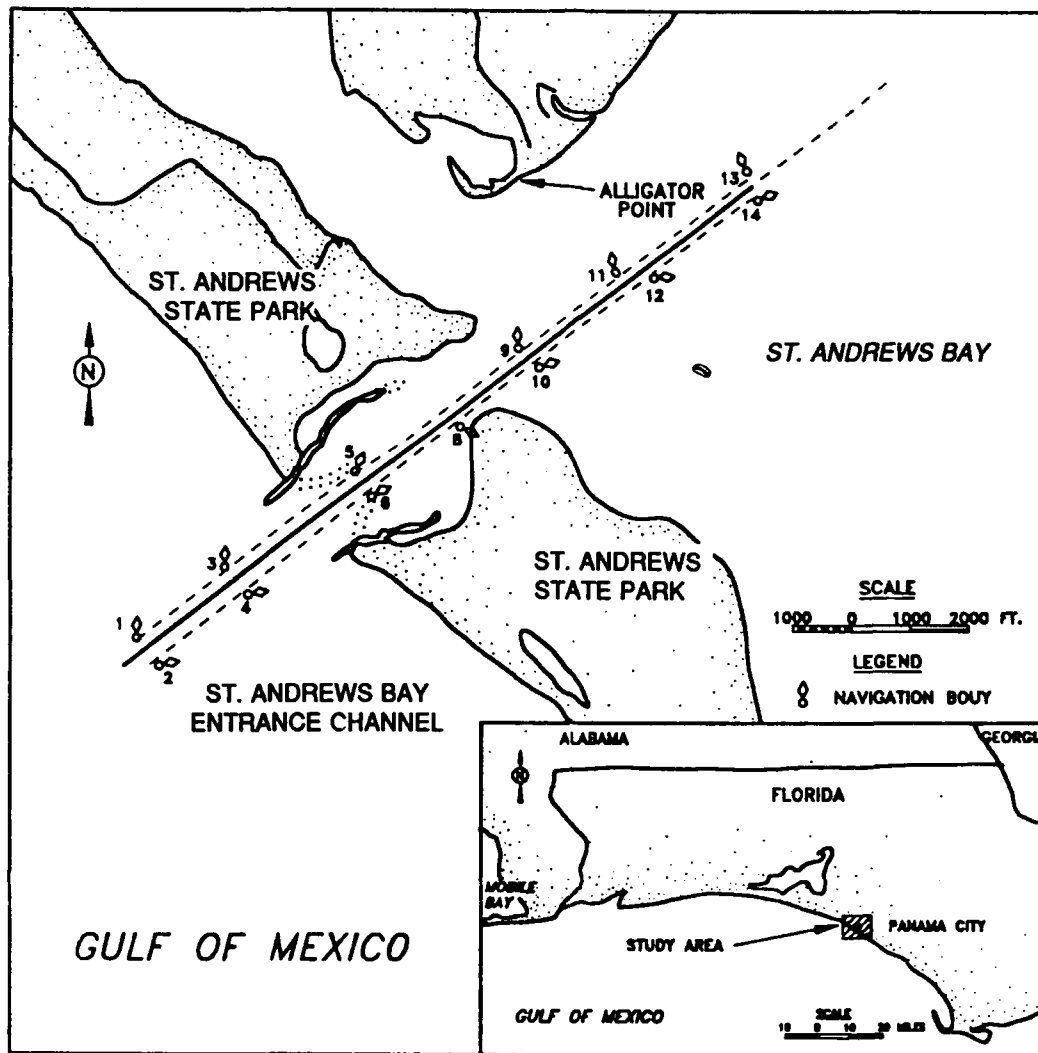 ALLIGATOR
POINT
13
14
11
12
ST. ANDREWS
STATE PARK
N
9
10
ST. ANDREWS BAY
8
5
6
3
4
ST. ANDREWS
STATE PARK
1
2
SCALE
1000 0 1000 2000 FT.
LEGEND
NAVIGATION BOUY
ST. ANDREWS BAY
ENTRANCE CHANNEL
GULF OF MEXICO
ALABAMA
GEORGI
N
FLORIDA
MOBILE
BAY
PANAMA CITY
STUDY AREA
GULF OF MEXICO
SCALE
10 0 10 20 MILES